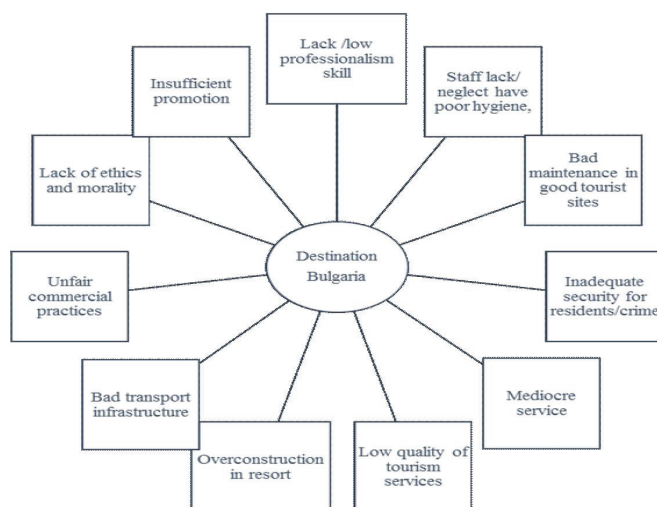 Lack /low
professionalism
skill
Staff lack/
neglect have
poor hygiene,
Bad
maintenance in
good tourist
sites
Inadequate
security for
residents/crime
Mediocre
service
Low quality of
tourism
services
Overconstruction
in resort
Bad transport
infrastructure
Unfair
commercial
practices
Lack of ethics
and morality
Insufficient
promotion
Destination
Bulgaria